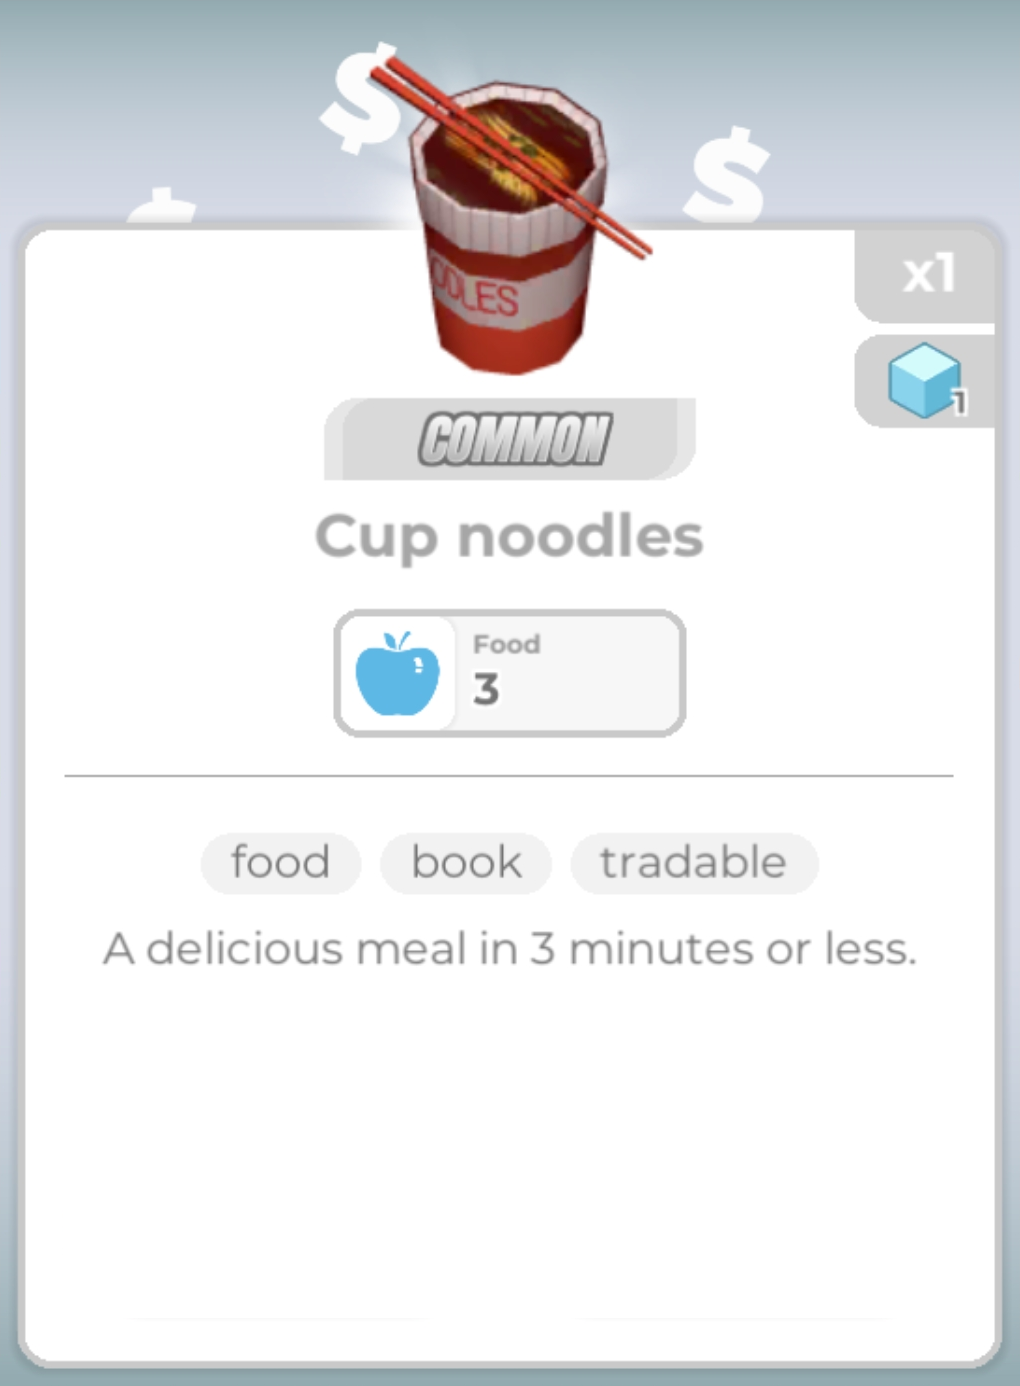 $
$
$
x1
1
ODLES
COMMON
Cup noodles
Food
3
food book tradable
A delicious meal in 3 minutes or less.